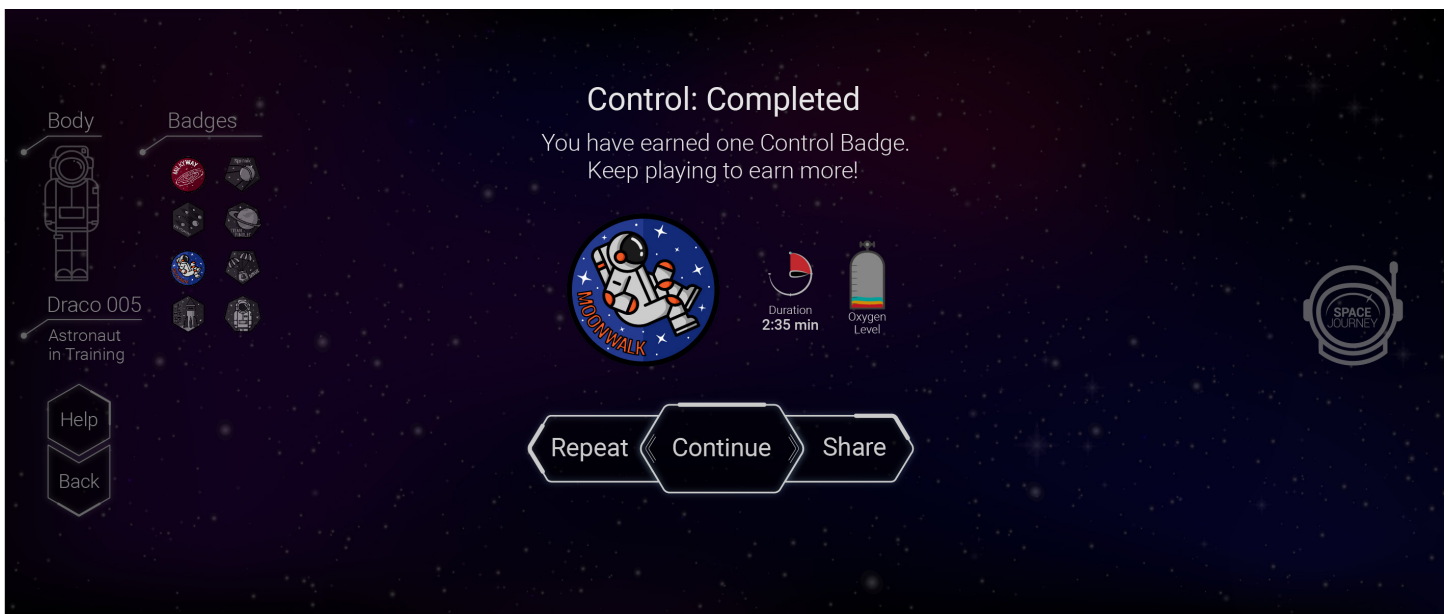 Control: Completed
You have earned one Control Badge.
Keep playing to earn more!
Body
Badges
MILKYWAY
MOONWALK
Duration
2:35 min
Oxygen
Level
Draco 005
Astronaut
in Training
SPACE
JOURNEY
Help
Back
Repeat
Continue
Share